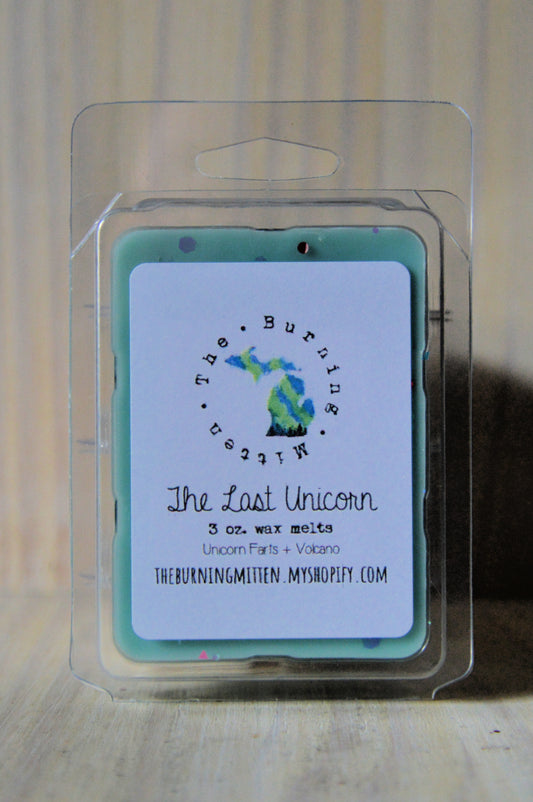 The • Burning • Mitten •
The Last Unicorn
3 oz. wax melts
Unicorn Farts + Volcano
THEBURNINGMITTEN.MYSHOPIFY.COM